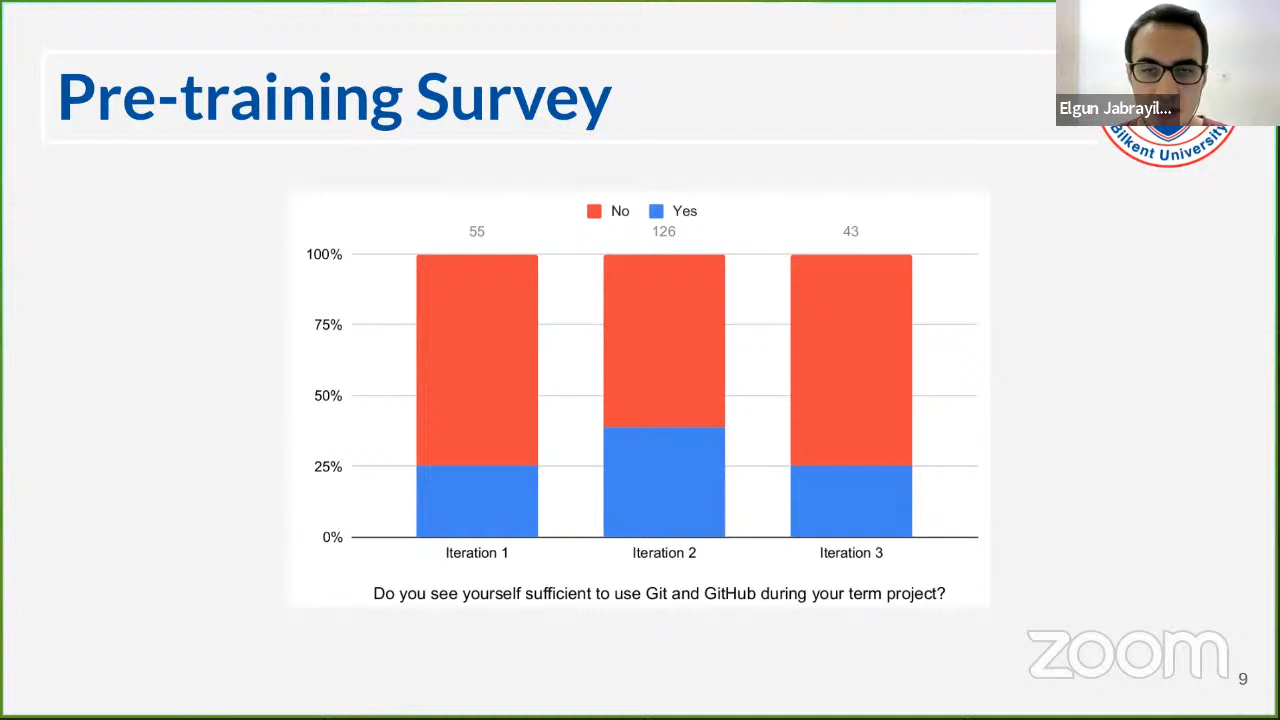 Pre-training Survey
Elgun Jabrayil...
Bilkent University
No Yes
55 126 43
100%
75%
50%
25%
0%
Iteration 1 Iteration 2 Iteration 3
Do you see yourself sufficient to use Git and GitHub during your term project?
zoom
9